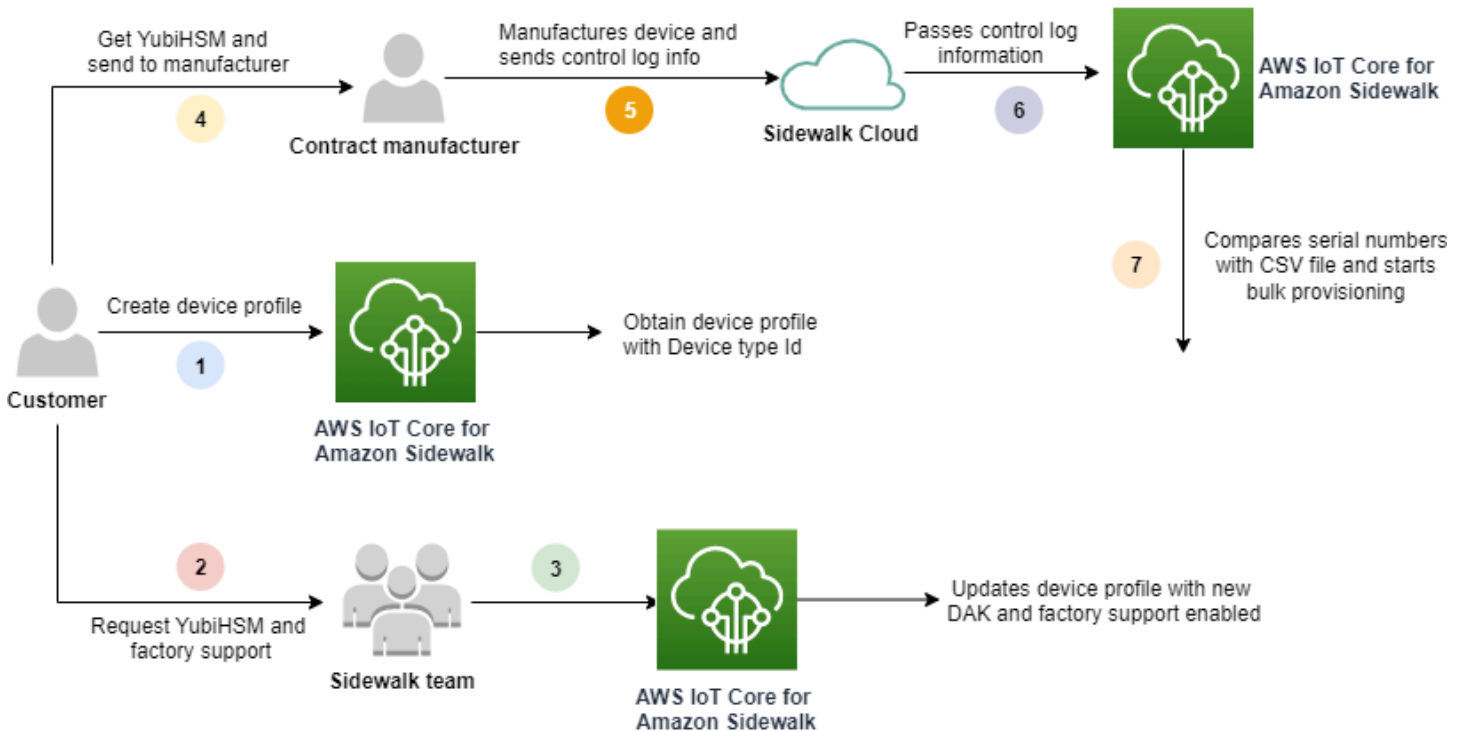 Get YubiHSM and
send to manufacturer
4
Contract manufacturer
Manufactures device and
sends control log info
5
Sidewalk Cloud
Passes control log
information
6
AWS IoT Core for
Amazon Sidewalk
7
Compares serial numbers
with CSV file and starts
bulk provisioning
Customer
Create device profile
1
AWS IoT Core for
Amazon Sidewalk
Obtain device profile
with Device type Id
2
Request YubiHSM and
factory support
Sidewalk team
3
AWS IoT Core for
Amazon Sidewalk
Updates device profile with new
DAK and factory support enabled